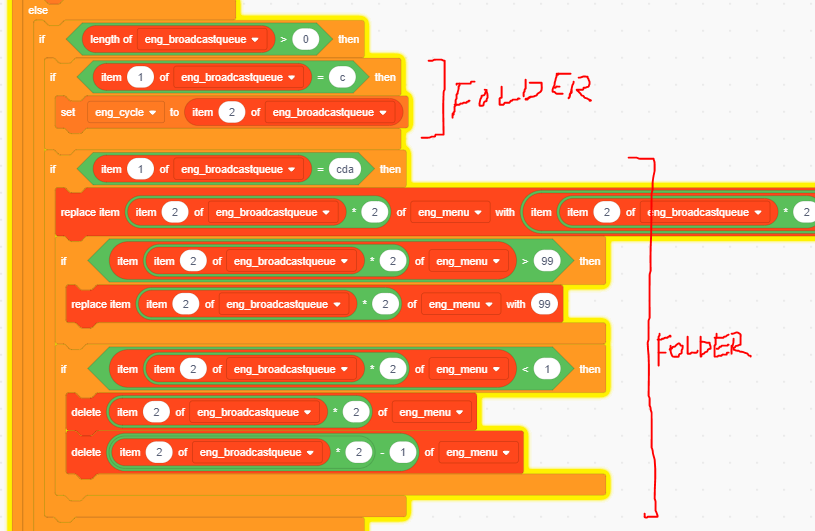 else
if length of eng_broadcastqueue > 0 then
if item 1 of eng_broadcastqueue = c then
FOLDER
set eng_cycle to item 2 of eng_broadcastqueue
if item 1 of eng_broadcastqueue = cda then
replace item item 2 of eng_broadcastqueue * 2 of eng_menu with item item 2 of eng_broadcastqueue * 2
if item item 2 of eng_broadcastqueue * 2 of eng_menu > 99 then
replace item item 2 of eng_broadcastqueue * 2 of eng_menu with 99
FOLDER
if item item 2 of eng_broadcastqueue * 2 of eng_menu < 1 then
delete item 2 of eng_broadcastqueue * 2 of eng_menu
delete item 2 of eng_broadcastqueue * 2 - 1 of eng_menu